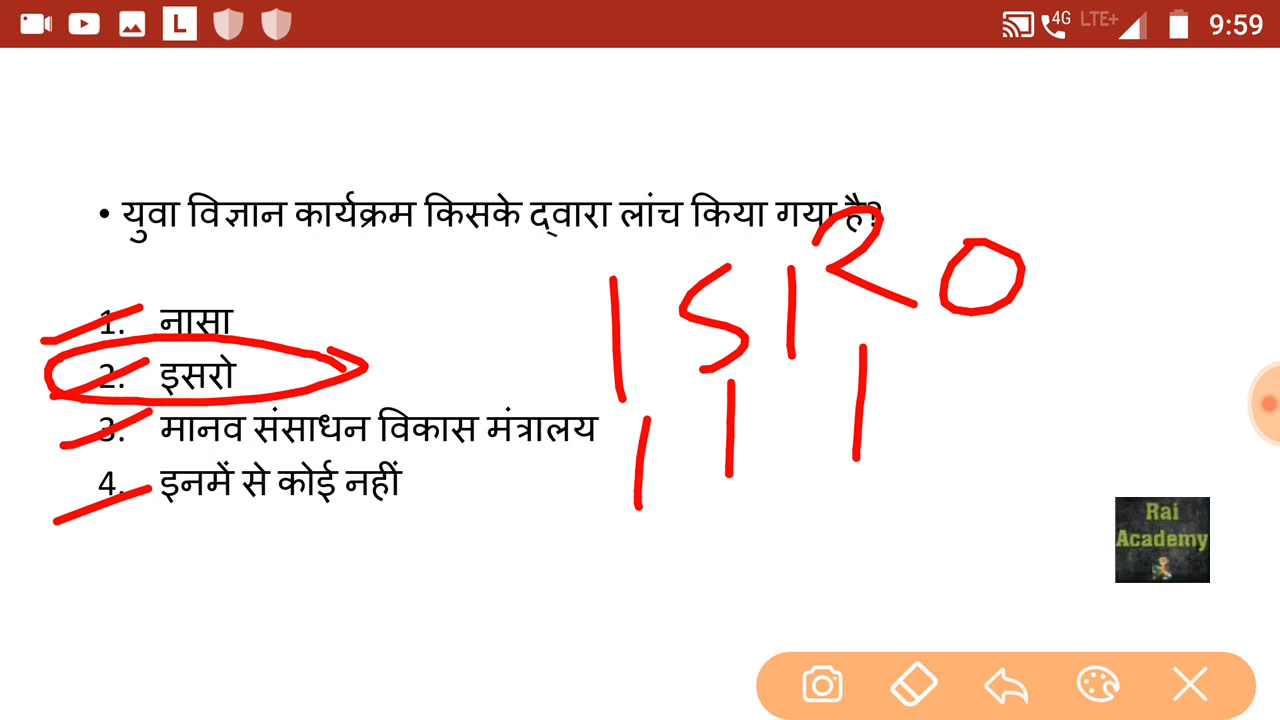 4G LTE+ 9:59
L
• युवा विज्ञान कार्यक्रम किसके द्वारा लांच किया गया है?
ISIRO
1. नासा
2. इसरो
3. मानव संसाधन विकास मंत्रालय
4. इनमें से कोई नहीं
Rai
Academy